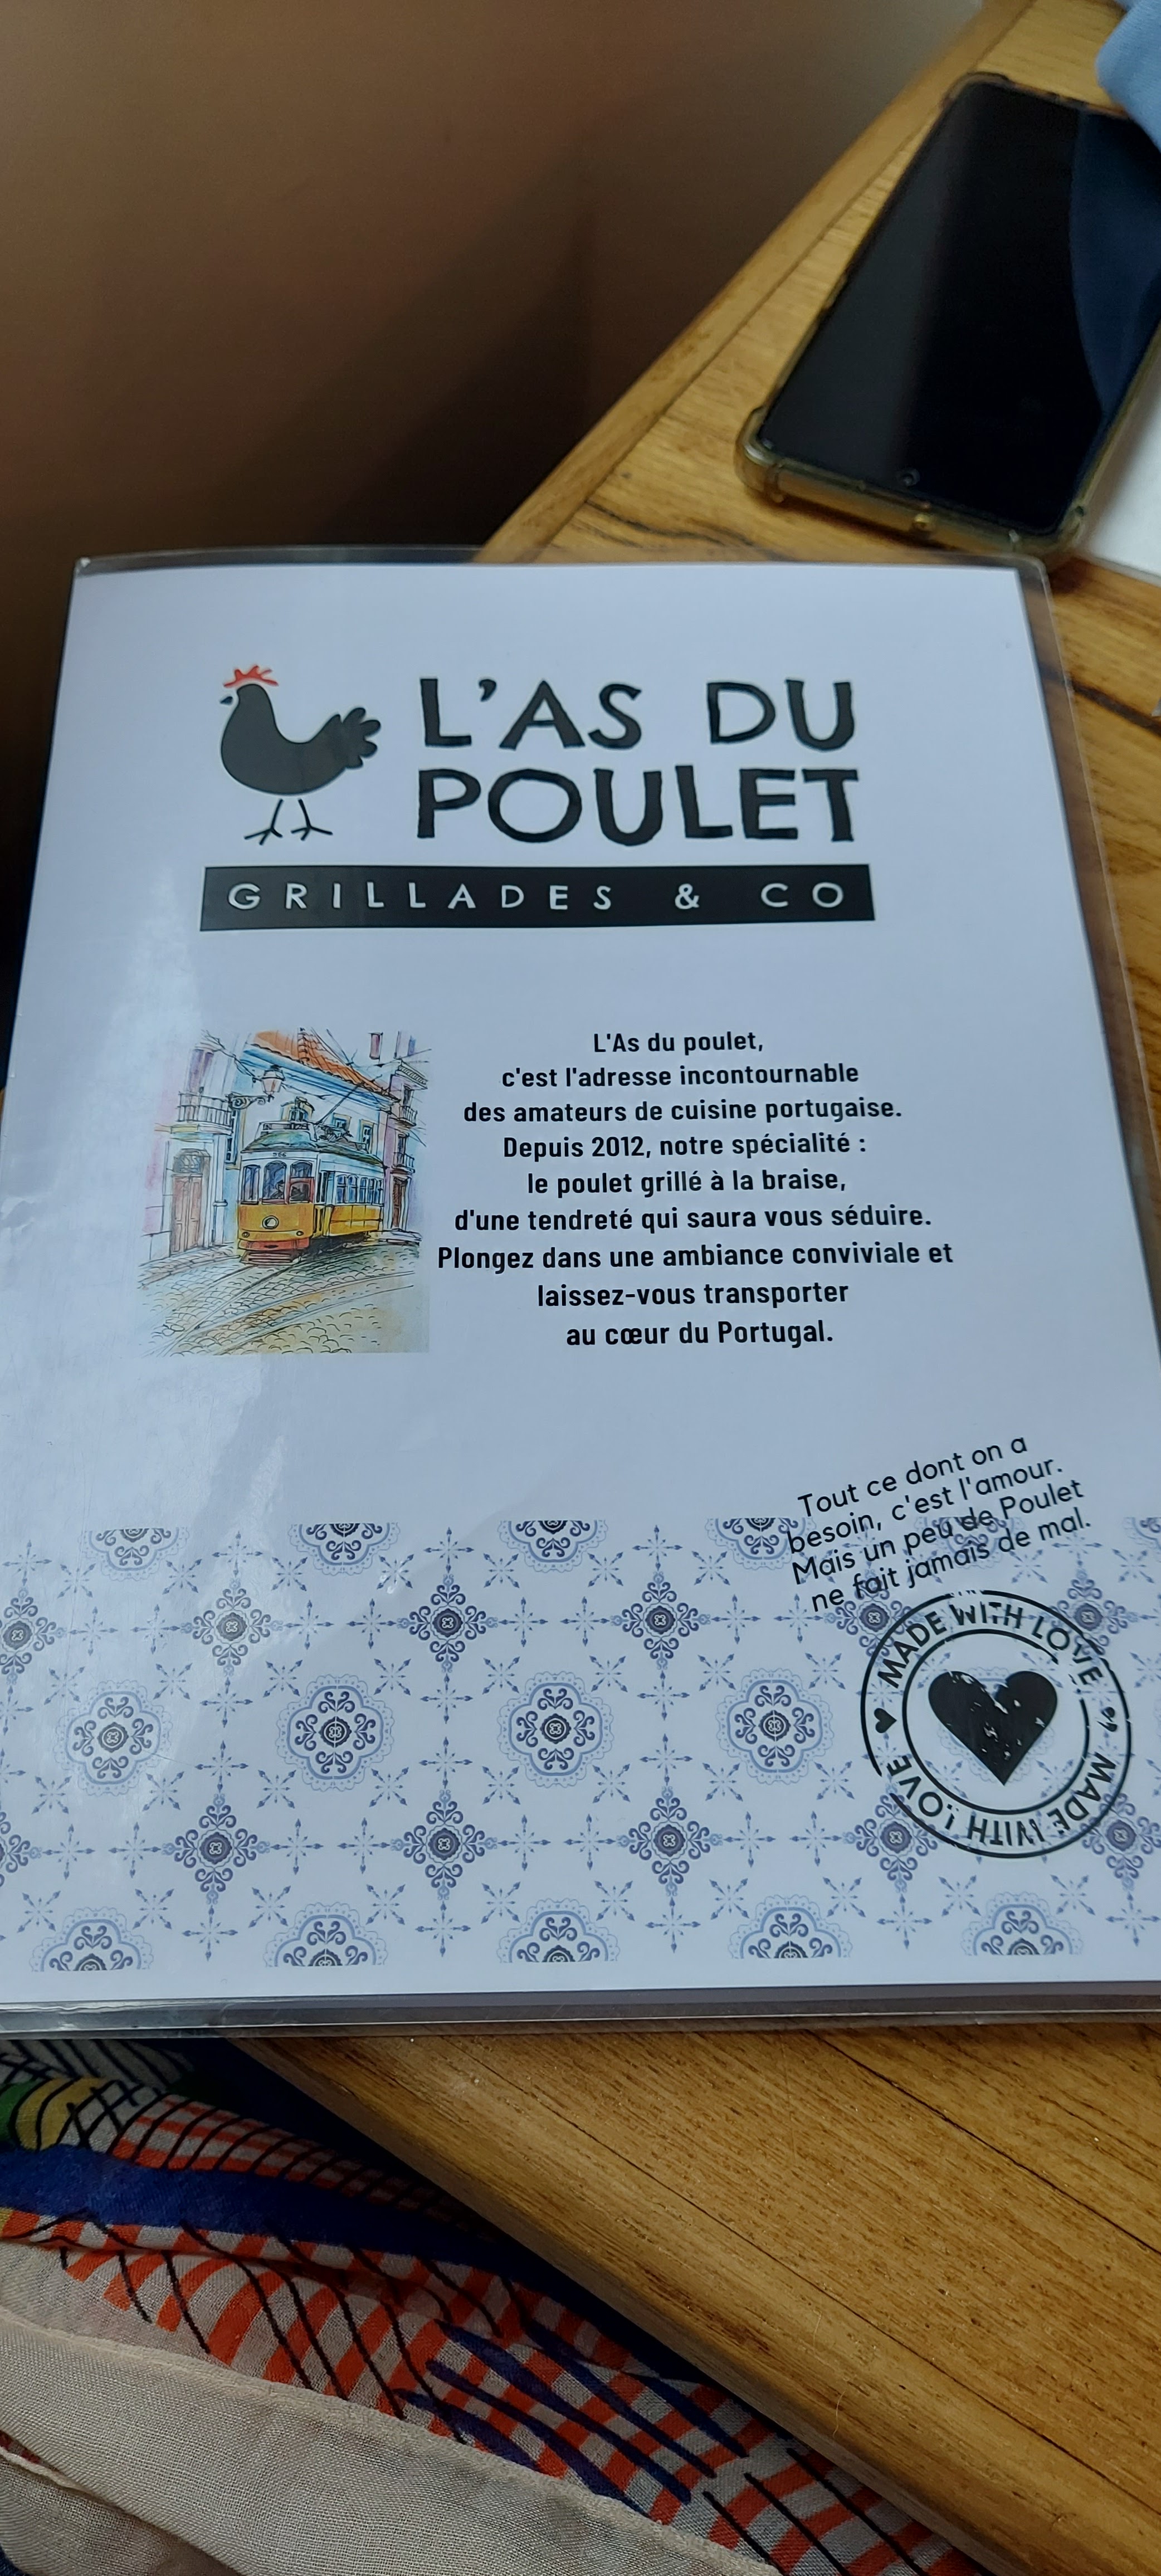 L'AS DU
POULET
GRILLADES & CO
L'As du poulet,
c'est l'adresse incontournable
des amateurs de cuisine portugaise.
Depuis 2012, notre spécialité :
le poulet grillé à la braise,
d'une tendreté qui saura vous séduire.
Plongez dans une ambiance conviviale et
laissez-vous transporter
au cœur du Portugal.
Tout ce dont on a
besoin, c'est l'amour.
Mais un peu de Poulet
ne fait jamais de mal.
MADE WITH LOVE
MADE WITH LOVE